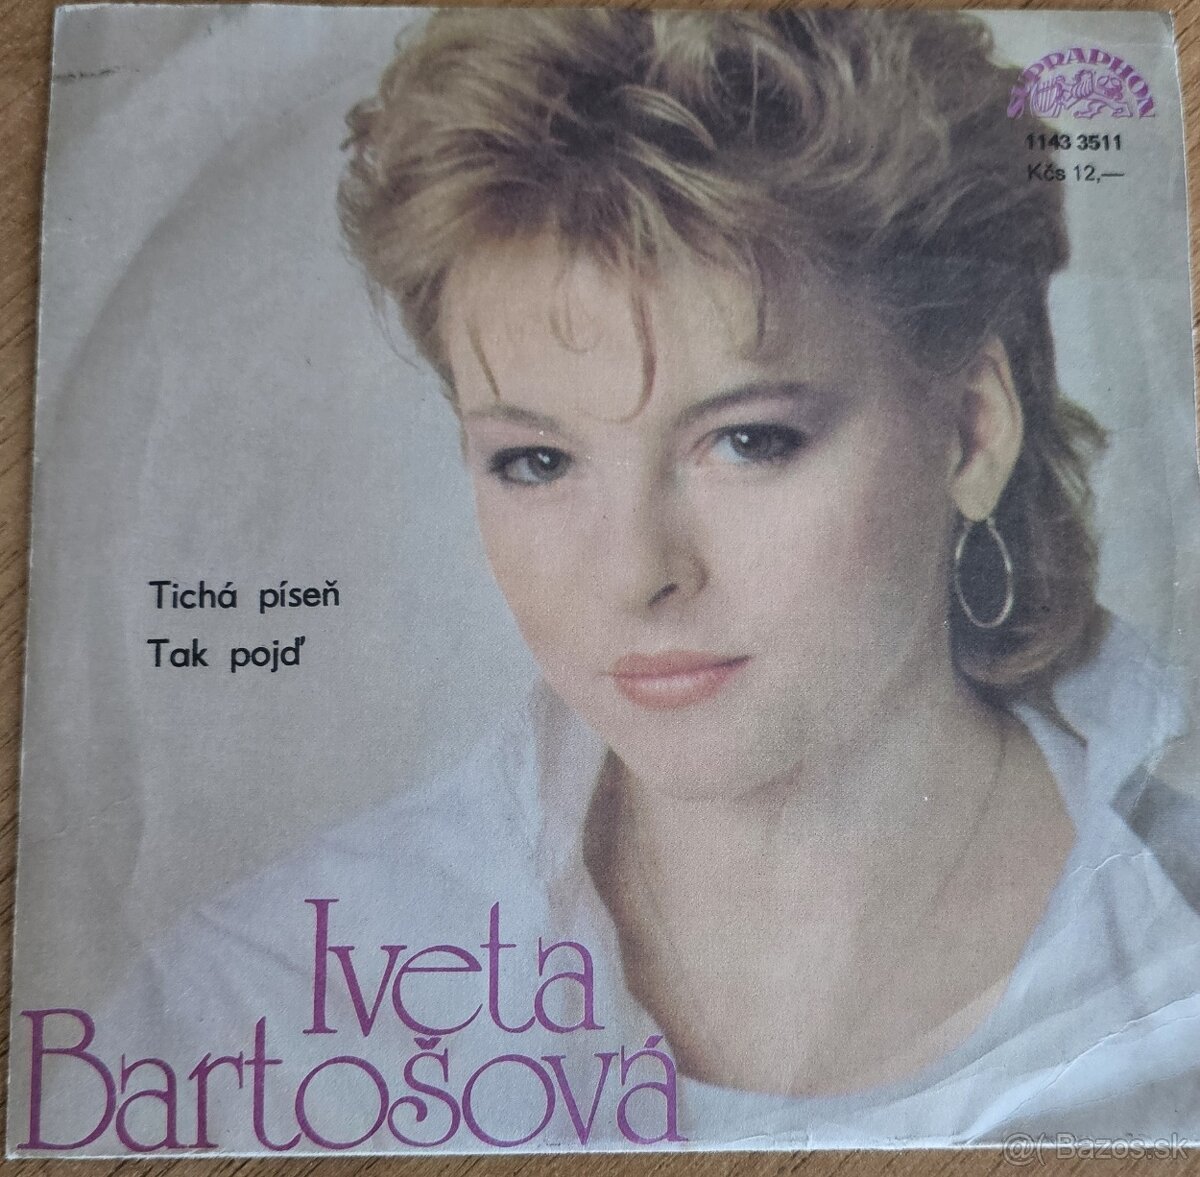 SUPRAPHON
1143 3511
Kčs 12,—
Tichá píseň
Tak pojď
Iveta
Bartošová
@( Bazos.sk